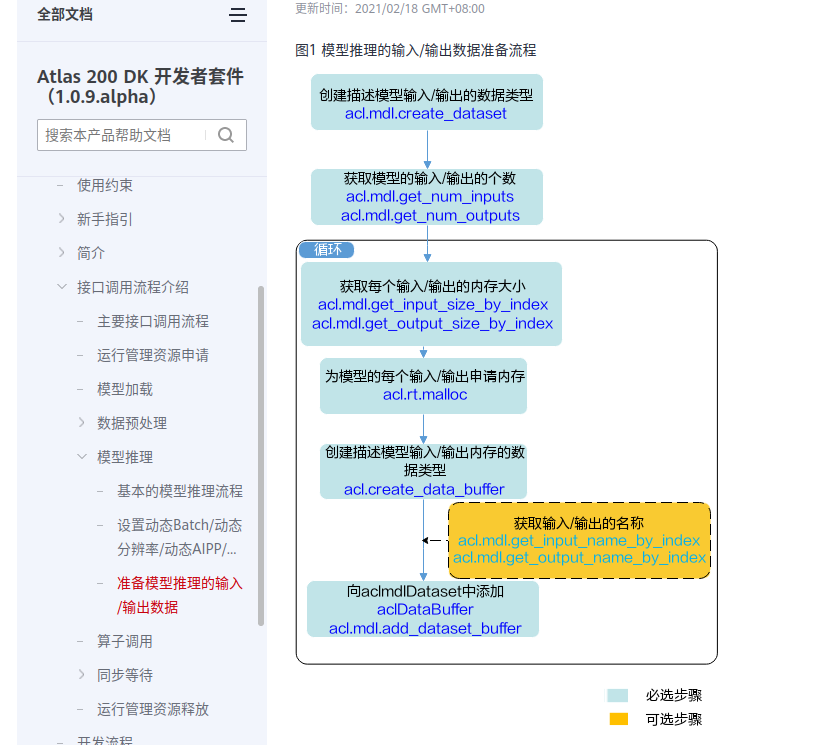 全部文档
Atlas 200 DK 开发者套件
（1.0.9.alpha）
搜索本产品帮助文档
使用约束
新手指引
简介
接口调用流程介绍
主要接口调用流程
运行管理资源申请
模型加载
数据预处理
模型推理
基本的模型推理流程
设置动态Batch/动态
分辨率/动态AIPP/...
准备模型推理的输入
/输出数据
算子调用
同步等待
运行管理资源释放
开发流程
更新时间：2021/02/18 GMT+08:00
图1 模型推理的输入/输出数据准备流程
创建描述模型输入/输出的数据类型
acl.mdl.create_dataset
获取模型的输入/输出的个数
acl.mdl.get_num_inputs
acl.mdl.get_num_outputs
循环
获取每个输入/输出的内存大小
acl.mdl.get_input_size_by_index
acl.mdl.get_output_size_by_index
为模型的每个输入/输出申请内存
acl.rt.malloc
创建描述模型输入/输出内存的数
据类型
acl.create_data_buffer
获取输入/输出的名称
acl.mdl.get_input_name_by_index
acl.mdl.get_output_name_by_index
向aclmdlDataset中添加
aclDataBuffer
acl.mdl.add_dataset_buffer
必选步骤
可选步骤